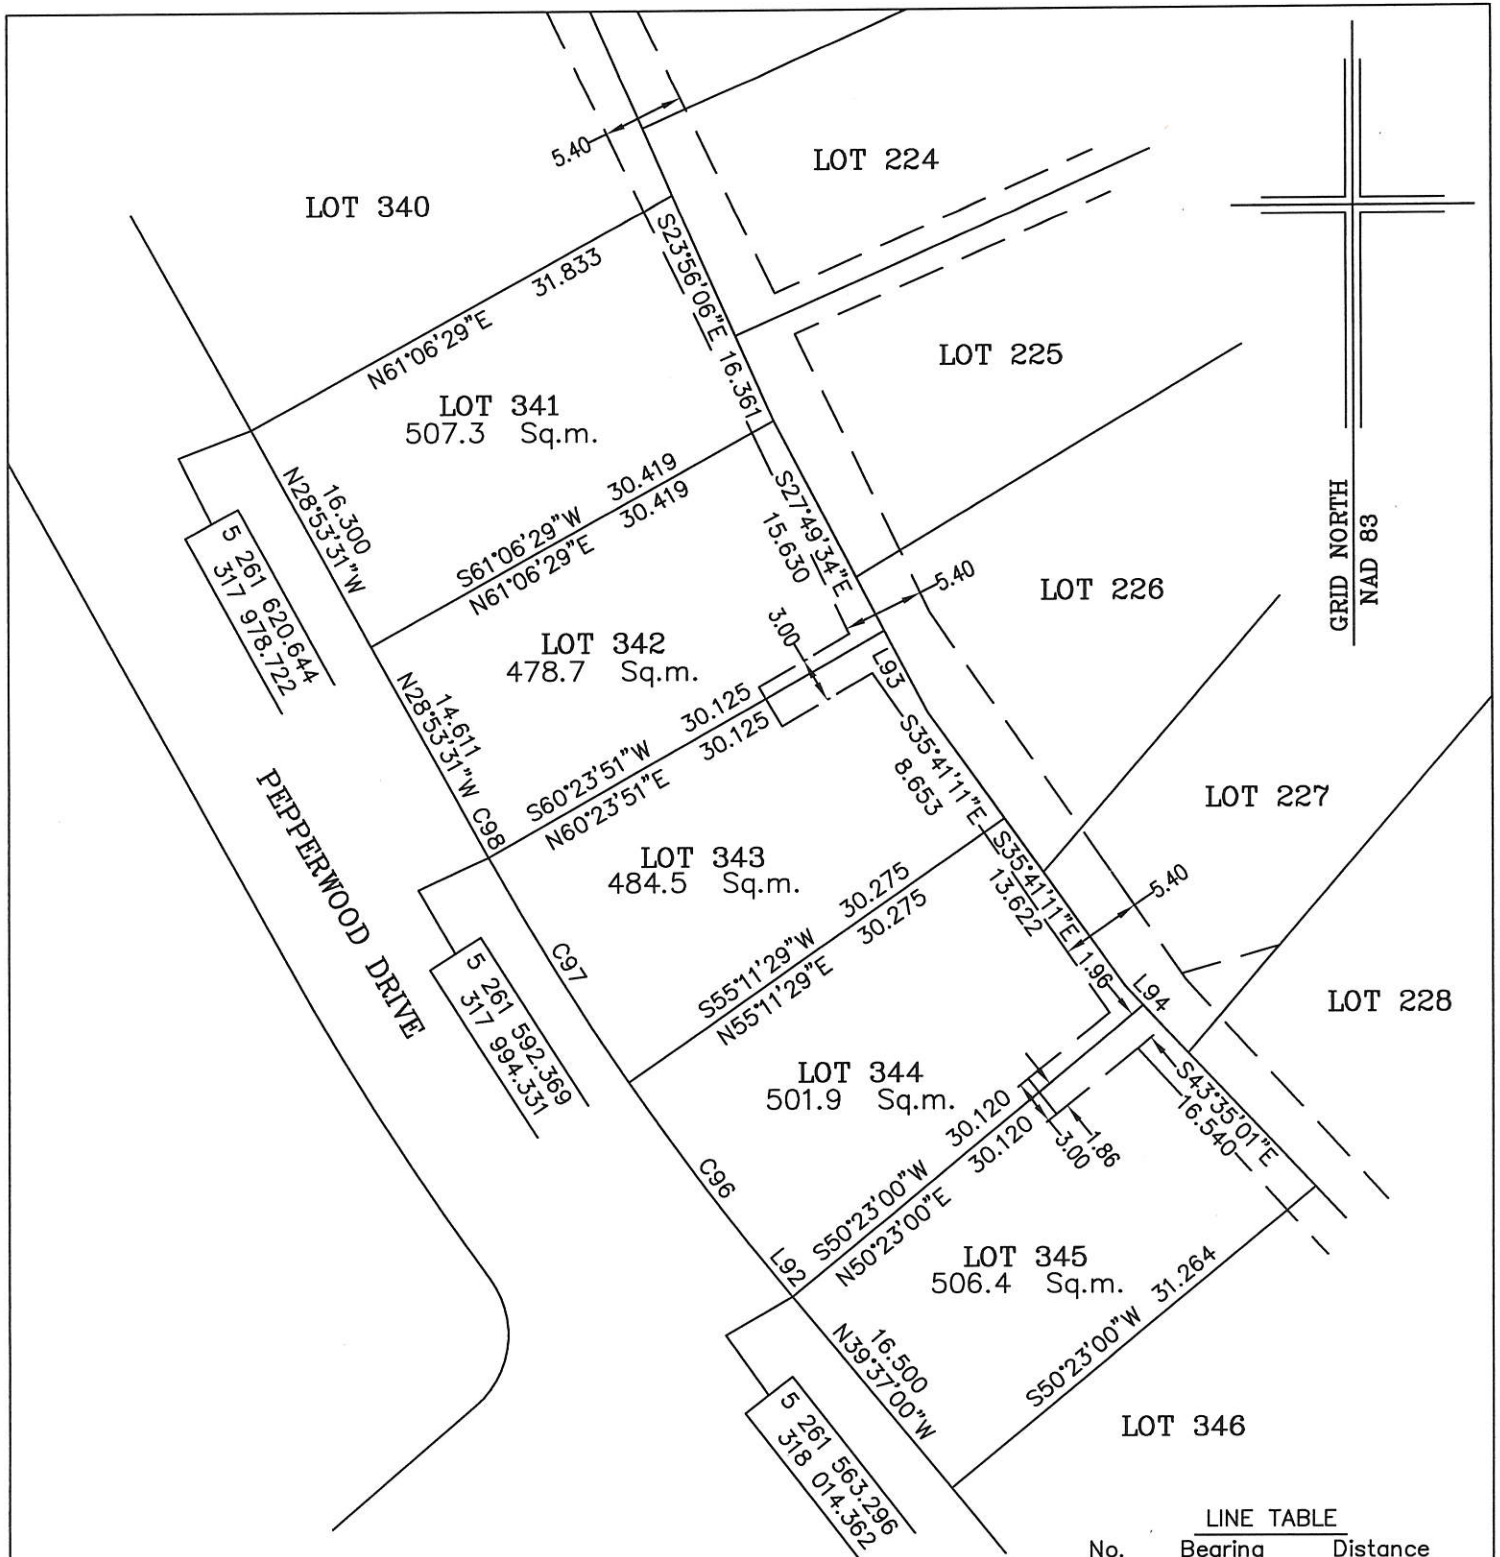 5.40
LOT 224
LOT 340
S23°56'06"E 16.361
31.833
N61°06'29"E
LOT 225
LOT 341
507.3 Sq.m.
16.300
N28°53'31"W
30.419
S61°06'29"W
30.419
N61°06'29"E
S27°49'34"E
15.630
GRID NORTH
NAD 83
5 261 620.644
317 978.722
5.40
LOT 226
3.00
LOT 342
478.7 Sq.m.
L93
14.611
N28°53'31"W
30.125
S60°23'51"W
30.125
N60°23'51"E
S35°41'11"E
8.653
C98
LOT 227
PEPPERWOOD DRIVE
LOT 343
484.5 Sq.m.
S35°41'11"E
13.622
5.40
30.275
S55°11'29"W
30.275
N55°11'29"E
C97
1.96
L94
LOT 228
5 261 592.369
317 994.331
LOT 344
501.9 Sq.m.
S43°35'01"E
16.540
30.120
S50°23'00"W
30.120
N50°23'00"E
1.86
3.00
C96
L92
LOT 345
506.4 Sq.m.
31.264
S50°23'00"W
16.500
N39°37'00"W
5 261 563.296
318 014.362
LOT 346
LINE TABLE
No. Bearing Distance